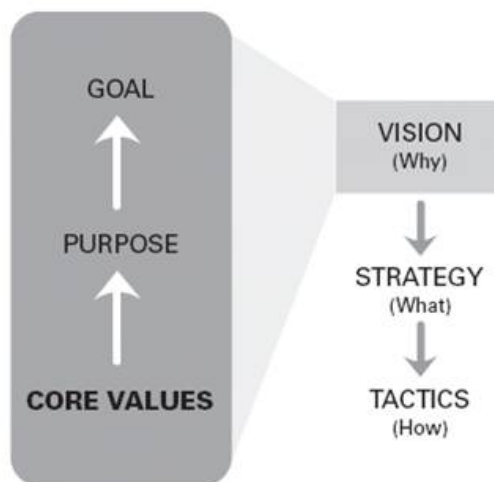 GOAL
PURPOSE
CORE VALUES
VISION
(Why)
STRATEGY
(What)
TACTICS
(How)